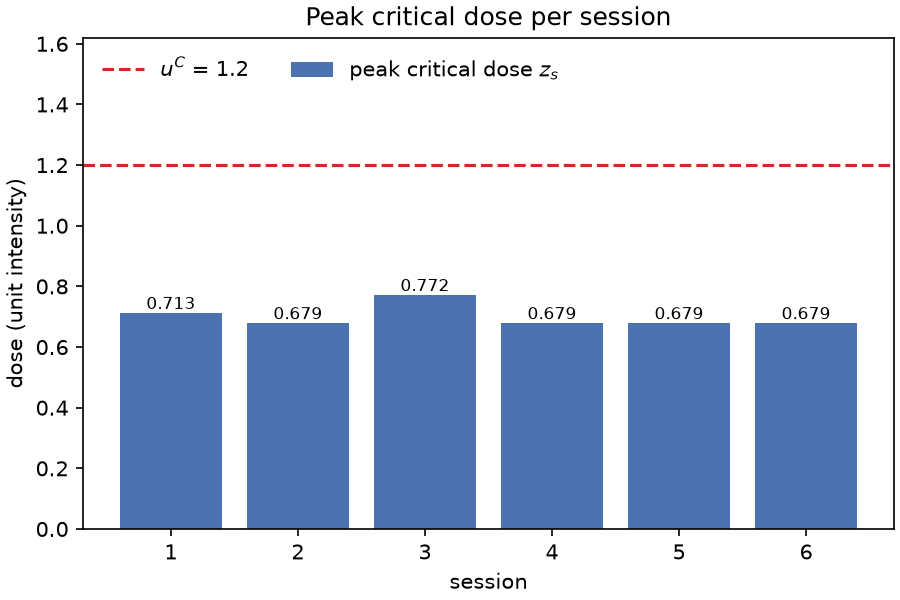 Peak critical dose per session
1.6
1.4
1.2
1.0
0.8
0.6
0.4
0.2
0.0
dose (unit intensity)
u^C = 1.2
peak critical dose z_s
0.713
0.679
0.772
0.679
0.679
0.679
1 2 3 4 5 6
session